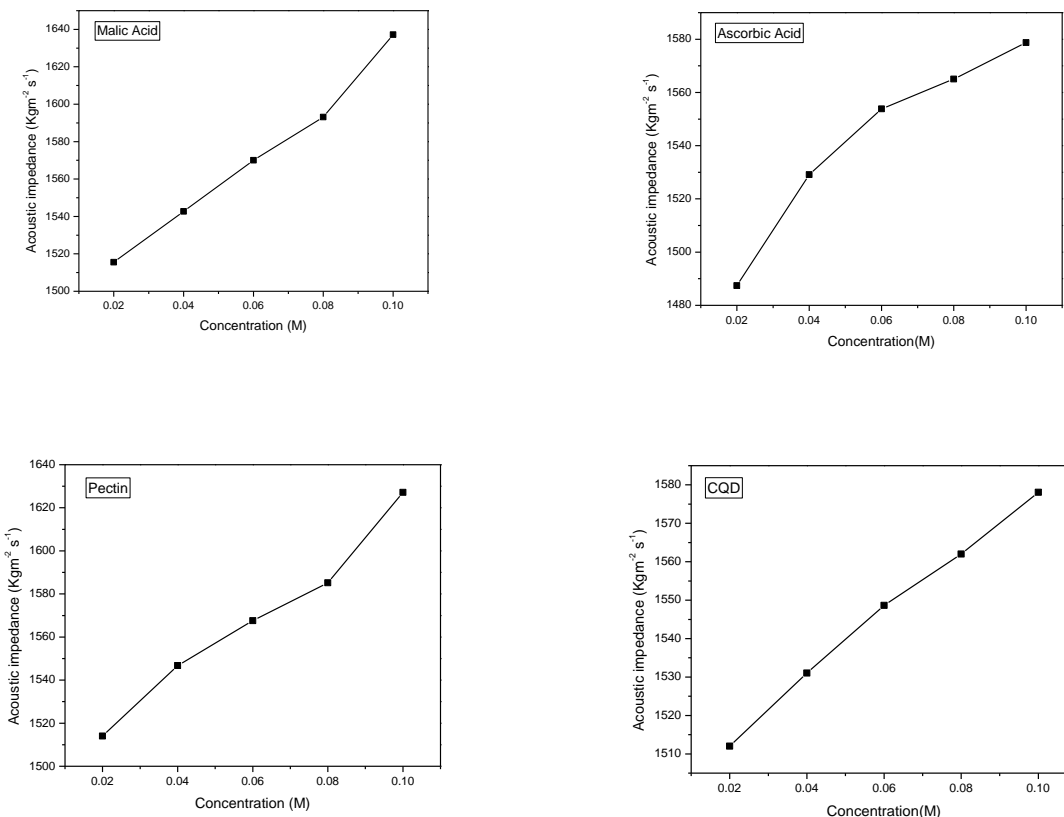 Malic Acid
Acoustic impedance (Kgm⁻² s⁻¹)
1640
1620
1600
1580
1560
1540
1520
1500
0.02 0.04 0.06 0.08 0.10
Concentration (M)
Ascorbic Acid
Acoustic impedance (Kgm⁻² s⁻¹)
1580
1560
1540
1520
1500
1480
0.02 0.04 0.06 0.08 0.10
Concentration(M)
Pectin
Acoustic impedance (Kgm⁻² s⁻¹)
1640
1620
1600
1580
1560
1540
1520
1500
0.02 0.04 0.06 0.08 0.10
Concentration (M)
CQD
Acoustic impedance (Kgm⁻² s⁻¹)
1580
1570
1560
1550
1540
1530
1520
1510
0.02 0.04 0.06 0.08 0.10
Concentration(M)